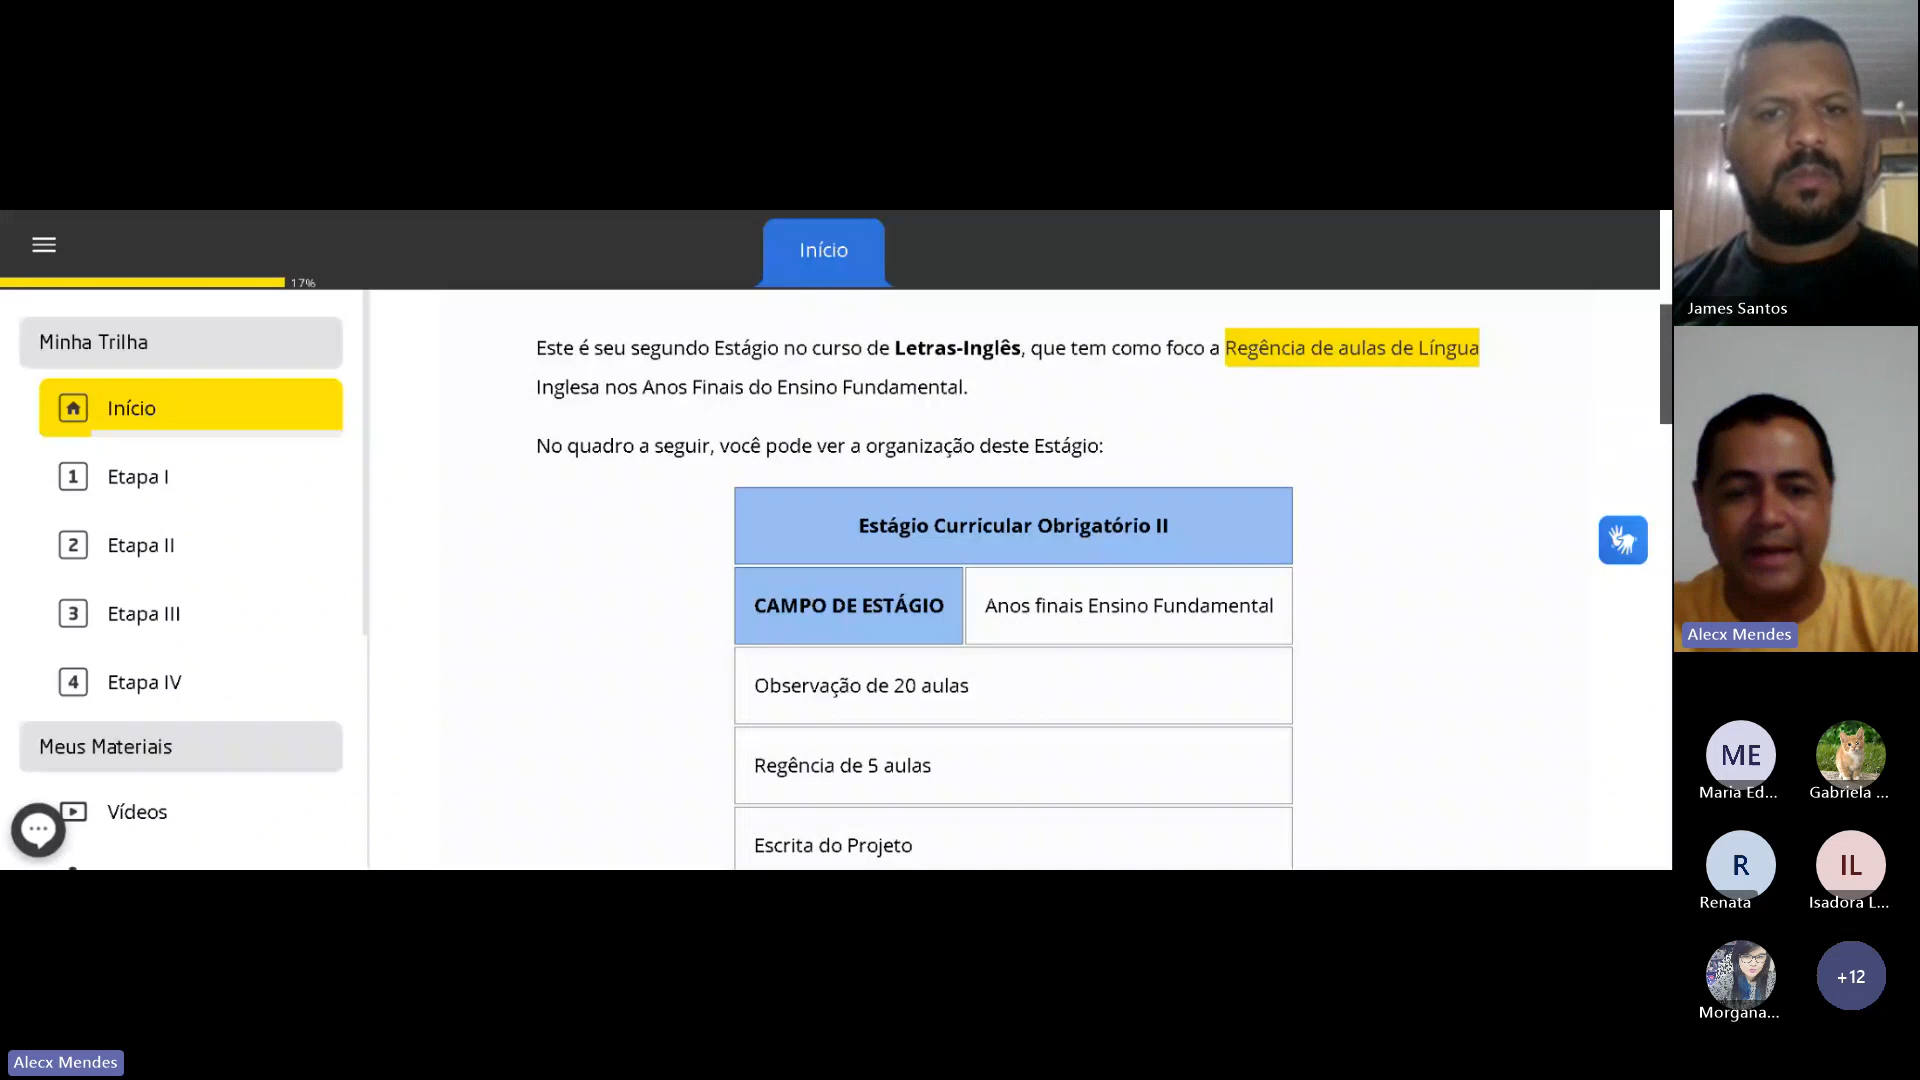 Início
17%
Minha Trilha
Início
1 Etapa I
2 Etapa II
3 Etapa III
4 Etapa IV
Meus Materiais
Vídeos
Este é seu segundo Estágio no curso de Letras-Inglês, que tem como foco a Regência de aulas de Língua
Inglesa nos Anos Finais do Ensino Fundamental.
No quadro a seguir, você pode ver a organização deste Estágio:
Estágio Curricular Obrigatório II
CAMPO DE ESTÁGIO Anos finais Ensino Fundamental
Observação de 20 aulas
Regência de 5 aulas
Escrita do Projeto
James Santos
Alecx Mendes
ME
Maria Ed...
Gabriela ...
R
Renata
IL
Isadora L...
Morgana...
+12
Alecx Mendes